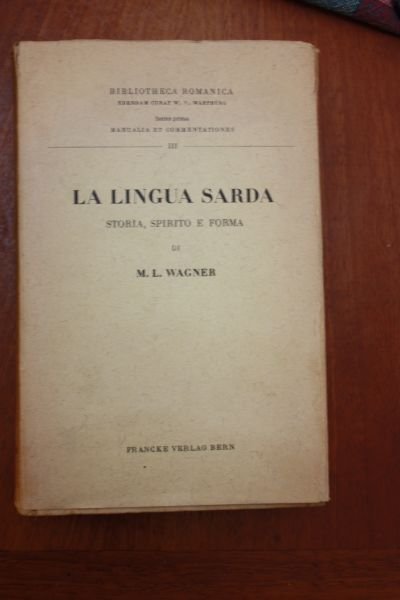 BIBLIOTHECA ROMANICA
EDENDAM CURAT W. V. WARTBURG
Series prima
MANUALIA ET COMMENTATIONES
III
LA LINGUA SARDA
STORIA, SPIRITO E FORMA
DI
M. L. WAGNER
FRANCKE VERLAG BERN